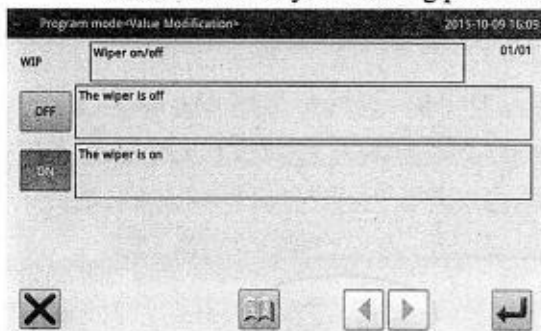 Program mode<Value Modification>
2015-10-09 16:09
WIP
Wiper on/off
01/01
OFF
The wiper is off
ON
The wiper is on